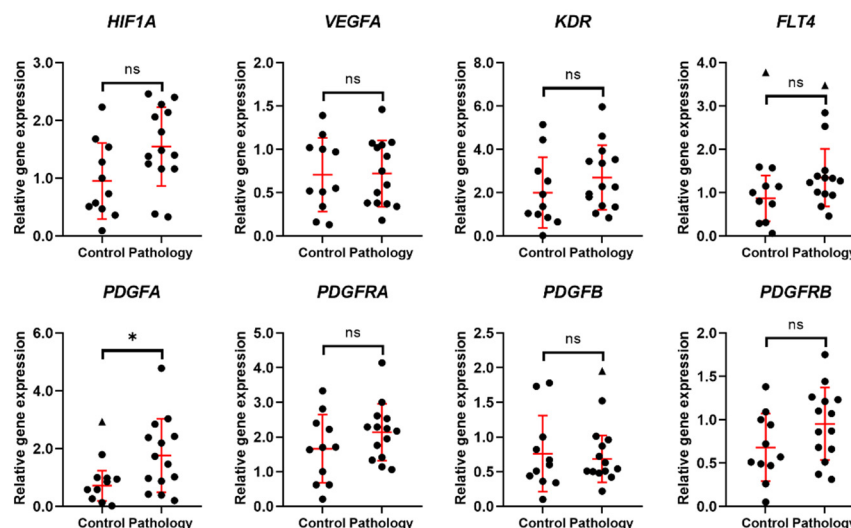 HIF1A
VEGFA
KDR
FLT4
Relative gene expression
3.0
2.0
1.0
0.0
ns
Control Pathology
Relative gene expression
2.0
1.5
1.0
0.5
0.0
ns
Control Pathology
Relative gene expression
8.0
6.0
4.0
2.0
0.0
ns
Control Pathology
Relative gene expression
4.0
3.0
2.0
1.0
0.0
ns
Control Pathology
PDGFA
PDGFRA
PDGFB
PDGFRB
Relative gene expression
6.0
4.0
2.0
0.0
*
Control Pathology
Relative gene expression
5.0
4.0
3.0
2.0
1.0
0.0
ns
Control Pathology
Relative gene expression
2.5
2.0
1.5
1.0
0.5
0.0
ns
Control Pathology
Relative gene expression
2.0
1.5
1.0
0.5
0.0
ns
Control Pathology